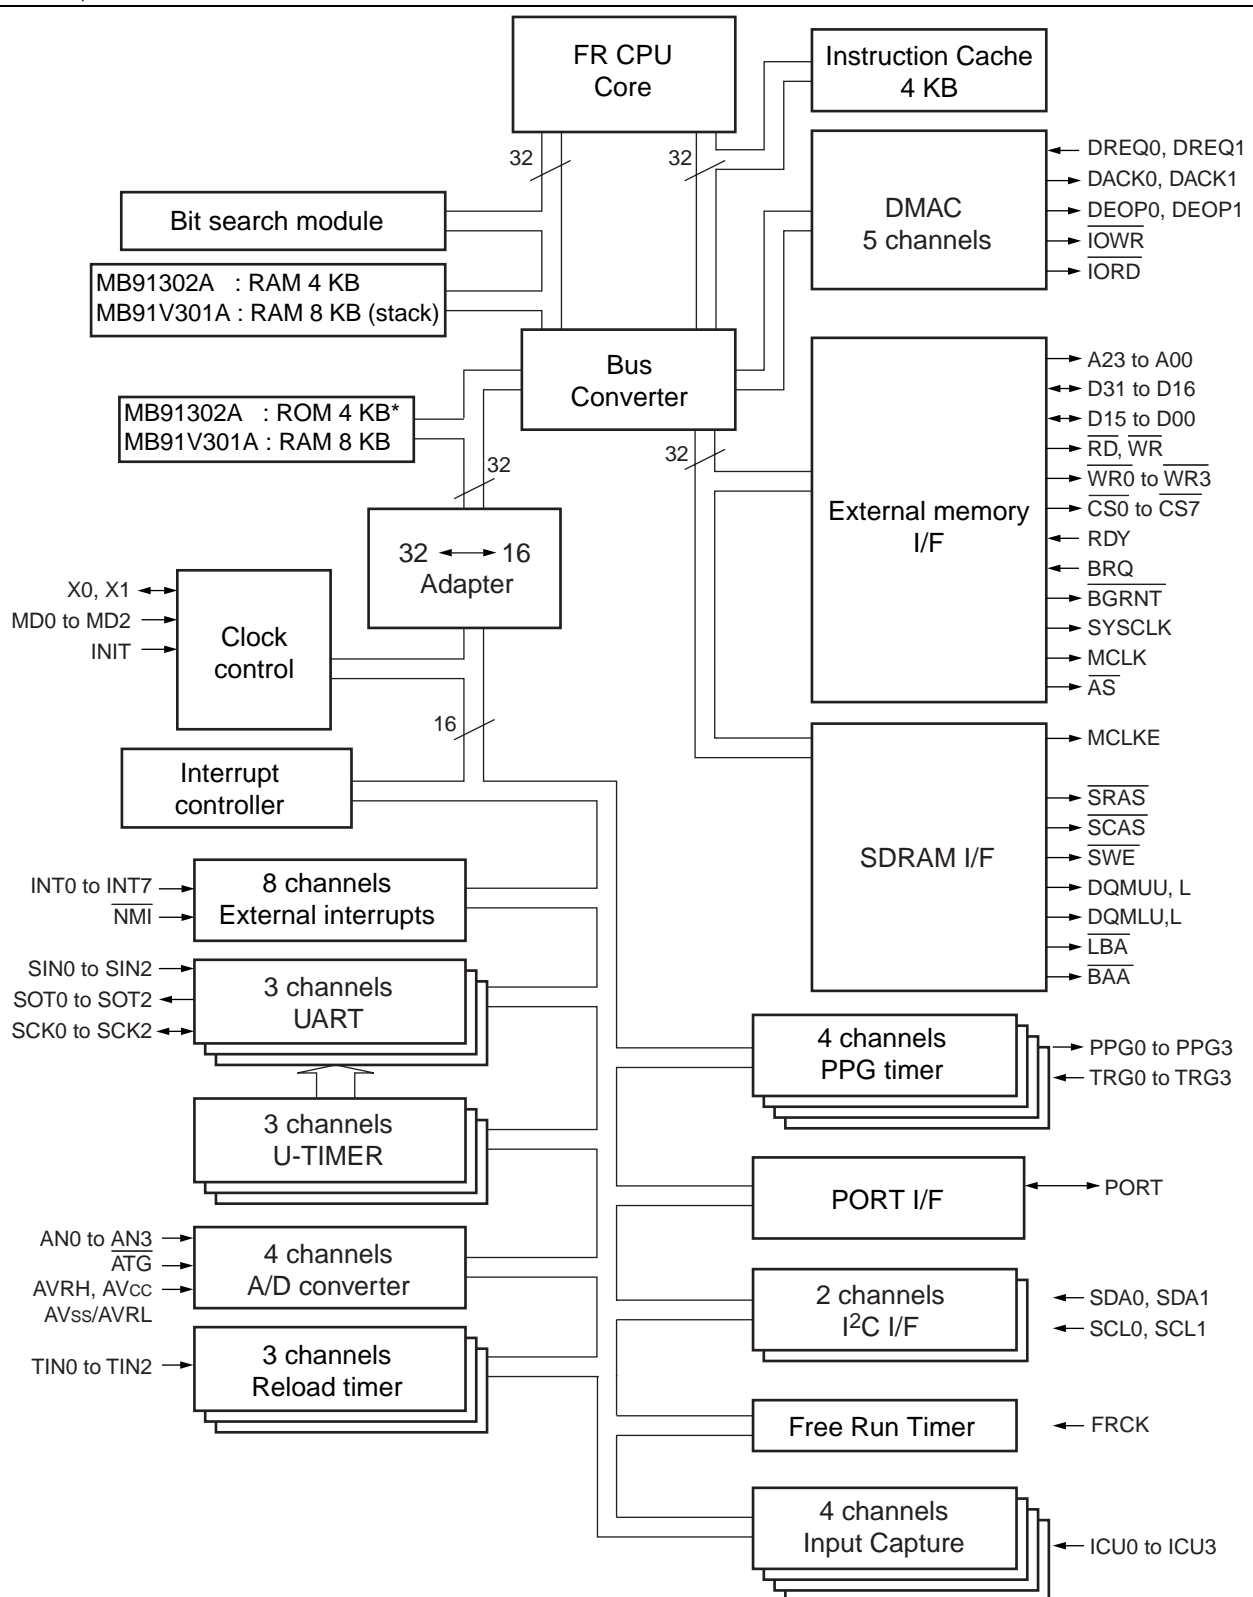 FR CPU
Core
Instruction Cache
4 KB
32
32
DMAC
5 channels
DREQ0, DREQ1
DACK0, DACK1
DEOP0, DEOP1
IOWR
IORD
Bit search module
MB91302A : RAM 4 KB
MB91V301A : RAM 8 KB (stack)
Bus
Converter
MB91302A : ROM 4 KB*
MB91V301A : RAM 8 KB
32
32
External memory
I/F
A23 to A00
D31 to D16
D15 to D00
RD, WR
WR0 to WR3
CS0 to CS7
RDY
BRQ
BGRNT
SYSCLK
MCLK
AS
32 16
Adapter
X0, X1
MD0 to MD2
INIT
Clock
control
16
Interrupt
controller
SDRAM I/F
MCLKE
SRAS
SCAS
SWE
DQMUU, L
DQMLU,L
LBA
BAA
INT0 to INT7
NMI
8 channels
External interrupts
SIN0 to SIN2
SOT0 to SOT2
SCK0 to SCK2
3 channels
UART
4 channels
PPG timer
PPG0 to PPG3
TRG0 to TRG3
3 channels
U-TIMER
PORT I/F
PORT
AN0 to AN3
ATG
AVRH, AVCC
AVSS/AVRL
4 channels
A/D converter
2 channels
I2C I/F
SDA0, SDA1
SCL0, SCL1
TIN0 to TIN2
3 channels
Reload timer
Free Run Timer
FRCK
4 channels
Input Capture
ICU0 to ICU3